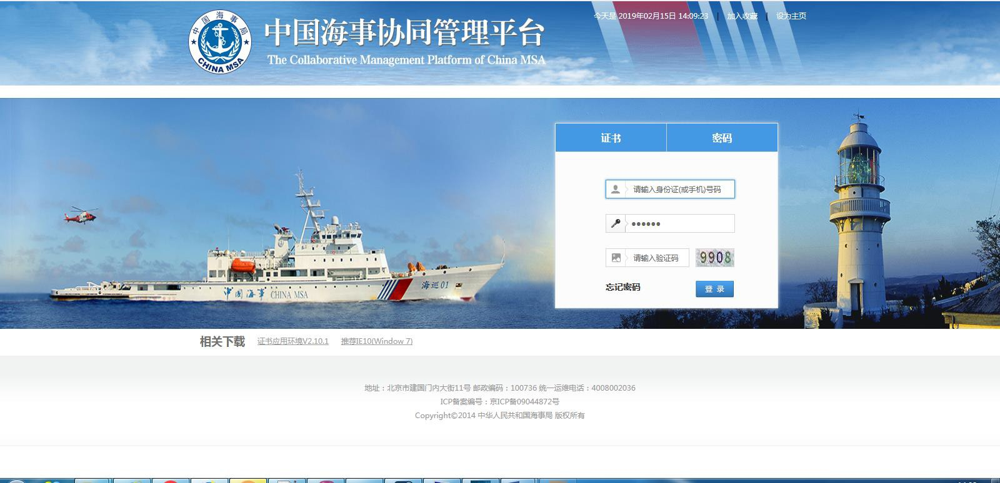 今天是 2019年02月15日 14:09:23 | 加入收藏 | 设为主页
中国海事局
CHINA MSA
中国海事协同管理平台
The Collaborative Management Platform of China MSA
证书 密码
请输入身份证(或手机)号码
●●●●●●
请输入验证码 9908
忘记密码 登 录
中国海事 CHINA MSA 海巡01
相关下载 证书应用环境V2.10.1 推荐IE10(Window 7)
地址：北京市建国门内大街11号 邮政编码：100736 统一运维电话：4008002036
ICP备案编号：京ICP备09044872号
Copyright©2014 中华人民共和国海事局 版权所有